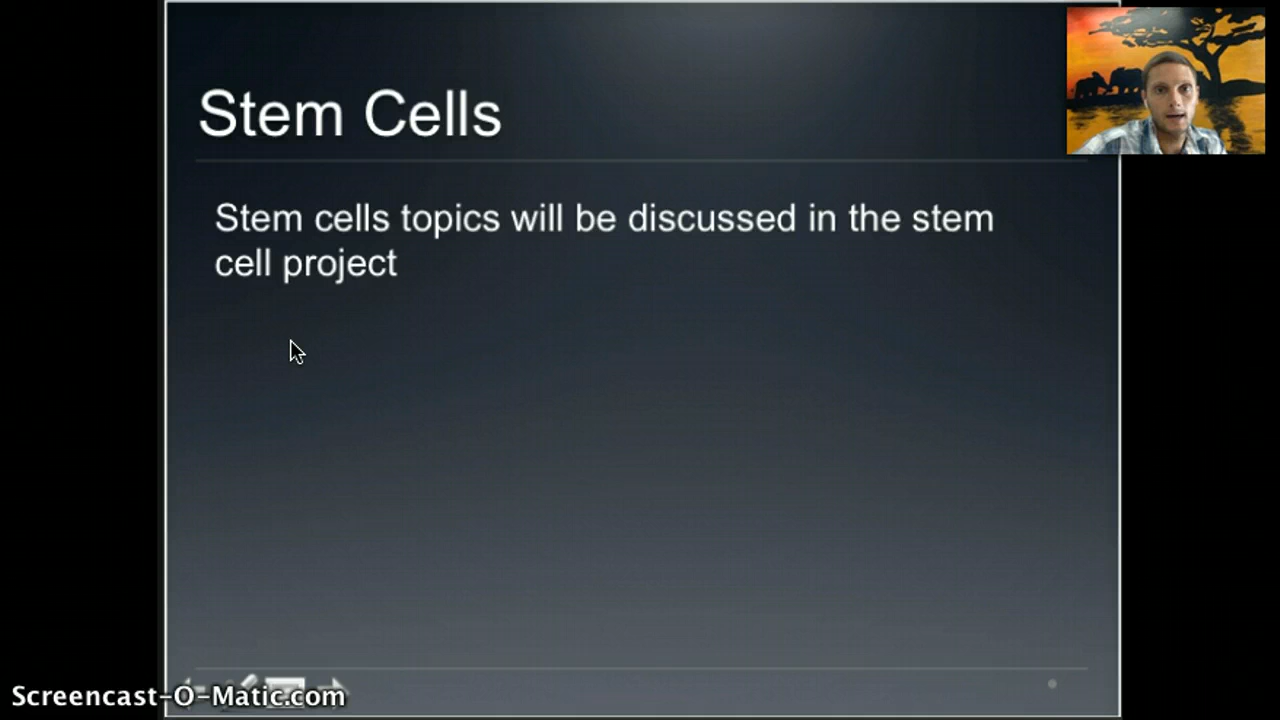 Stem Cells
Stem cells topics will be discussed in the stem
cell project
Screencast-O-Matic.com